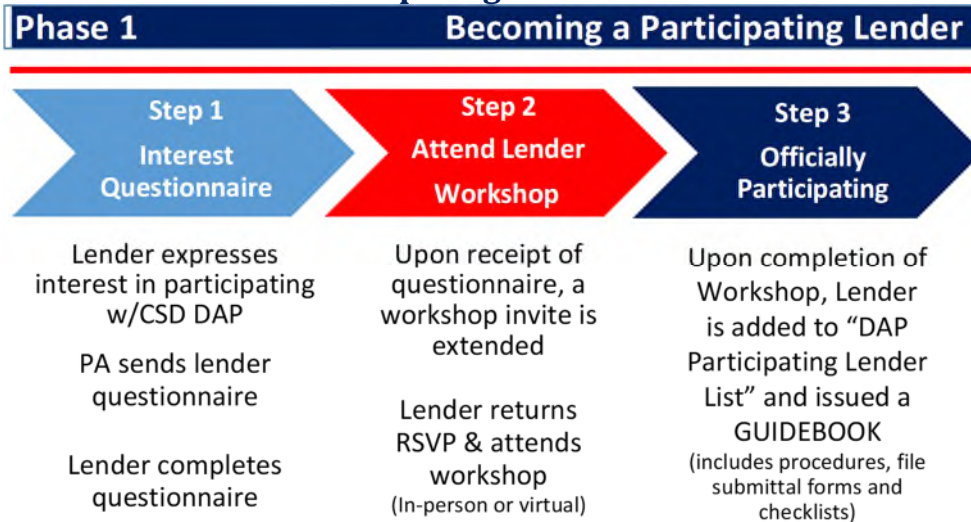 Phase 1
Becoming a Participating Lender
Step 1
Interest
Questionnaire
Step 2
Attend Lender
Workshop
Step 3
Officially
Participating
Lender expresses
interest in participating
w/CSD DAP
PA sends lender
questionnaire
Lender completes
questionnaire
Upon receipt of
questionnaire, a
workshop invite is
extended
Lender returns
RSVP & attends
workshop
(In-person or virtual)
Upon completion of
Workshop, Lender
is added to “DAP
Participating Lender
List” and issued a
GUIDEBOOK
(includes procedures, file
submittal forms and
checklists)